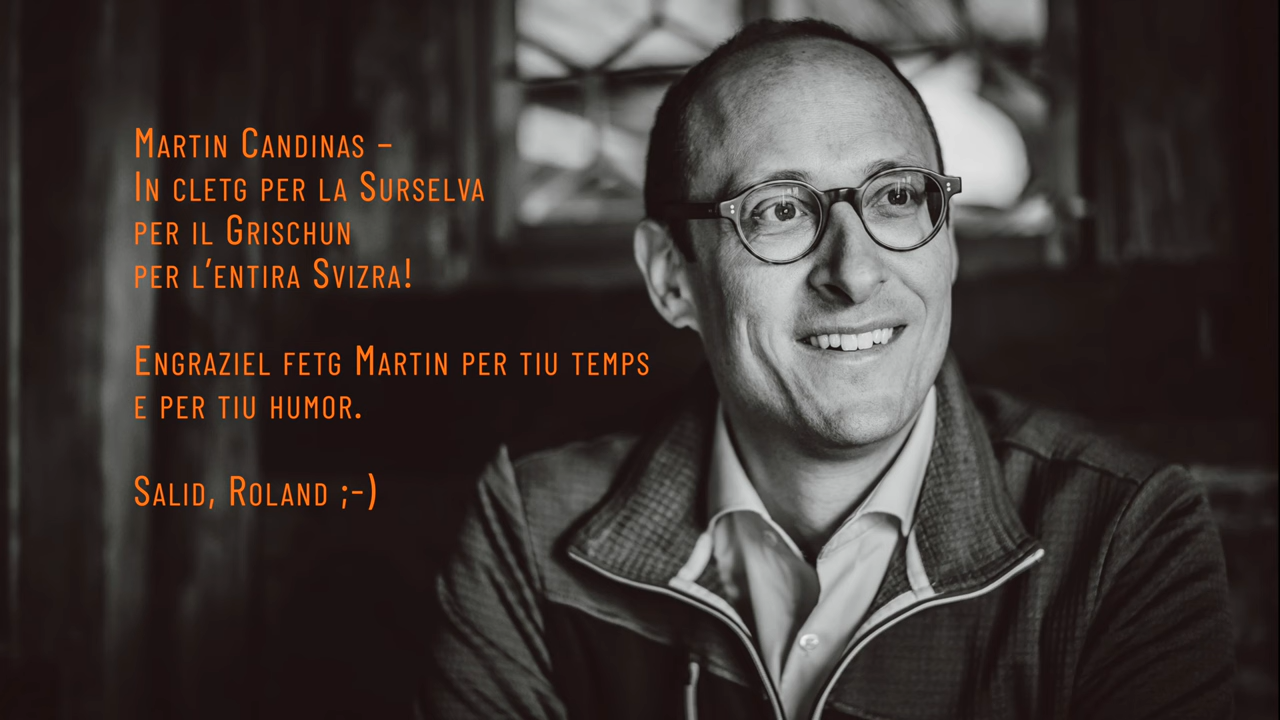 Martin Candinas –
In cletg per la Surselva
per il Grischun
per l’entira Svizra!
Engraziel fetg Martin per tiu temps
e per tiu humor.
Salid, Roland ;-)